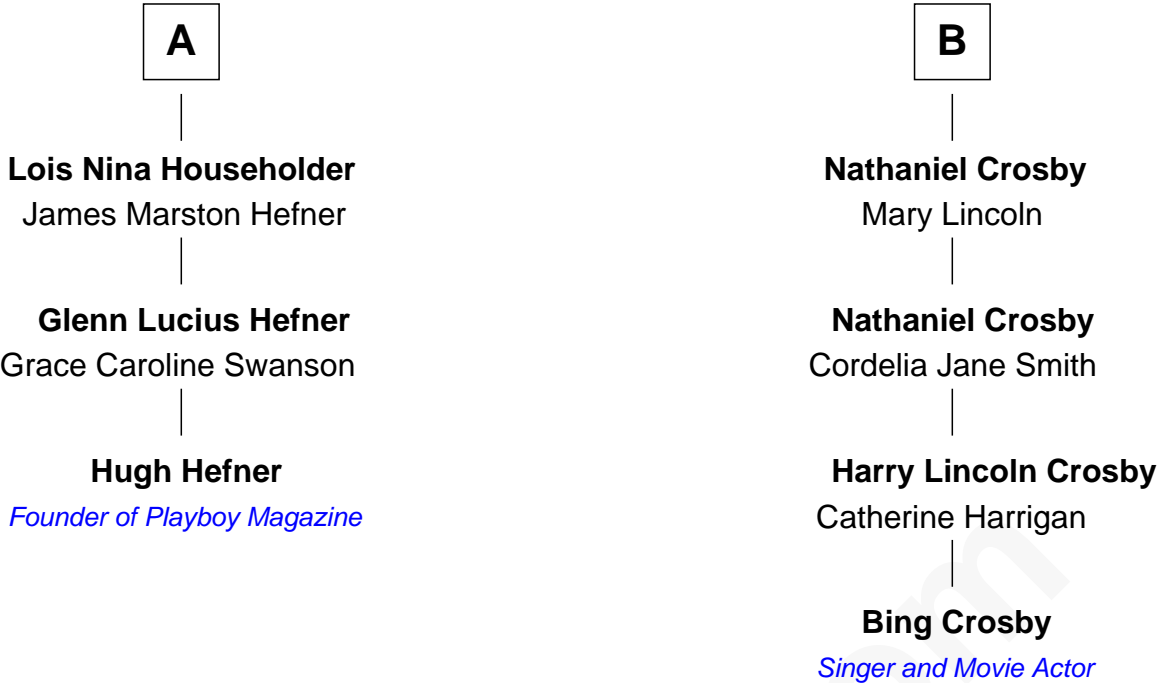 A
Lois Nina Householder
James Marston Hefner
Glenn Lucius Hefner
Grace Caroline Swanson
Hugh Hefner
Founder of Playboy Magazine
B
Nathaniel Crosby
Mary Lincoln
Nathaniel Crosby
Cordelia Jane Smith
Harry Lincoln Crosby
Catherine Harrigan
Bing Crosby
Singer and Movie Actor